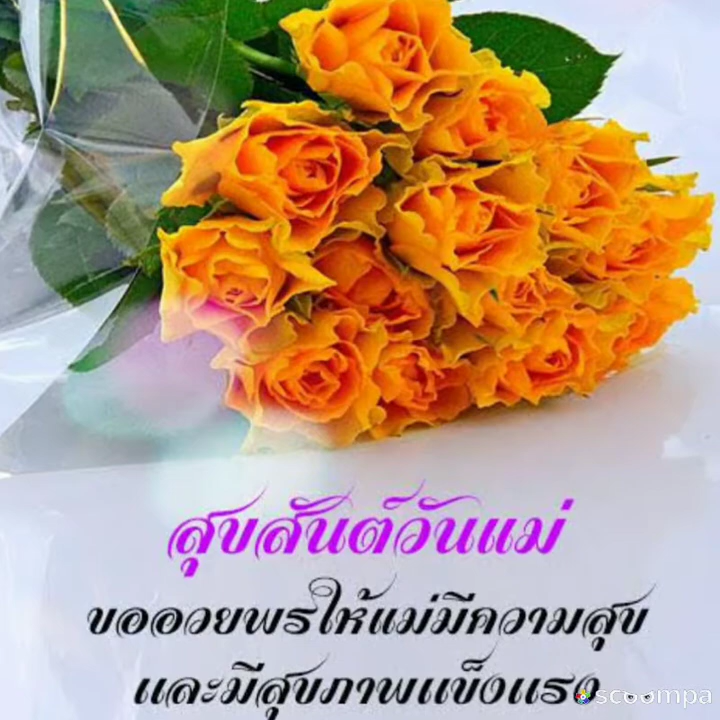 สุขสันต์วันแม่
ขออวยพรให้แม่มีความสุข
และมีสุขภาพแข็งแรง
scoompa